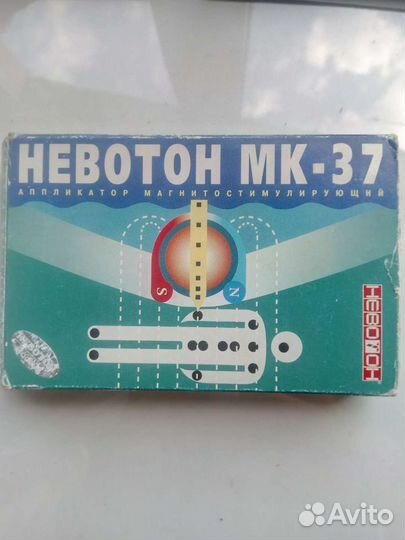 НЕВОТОН МК-37
АППЛИКАТОР МАГНИТОСТИМУЛИРУЮЩИЙ
S
N
НЕВОТОН
Avito